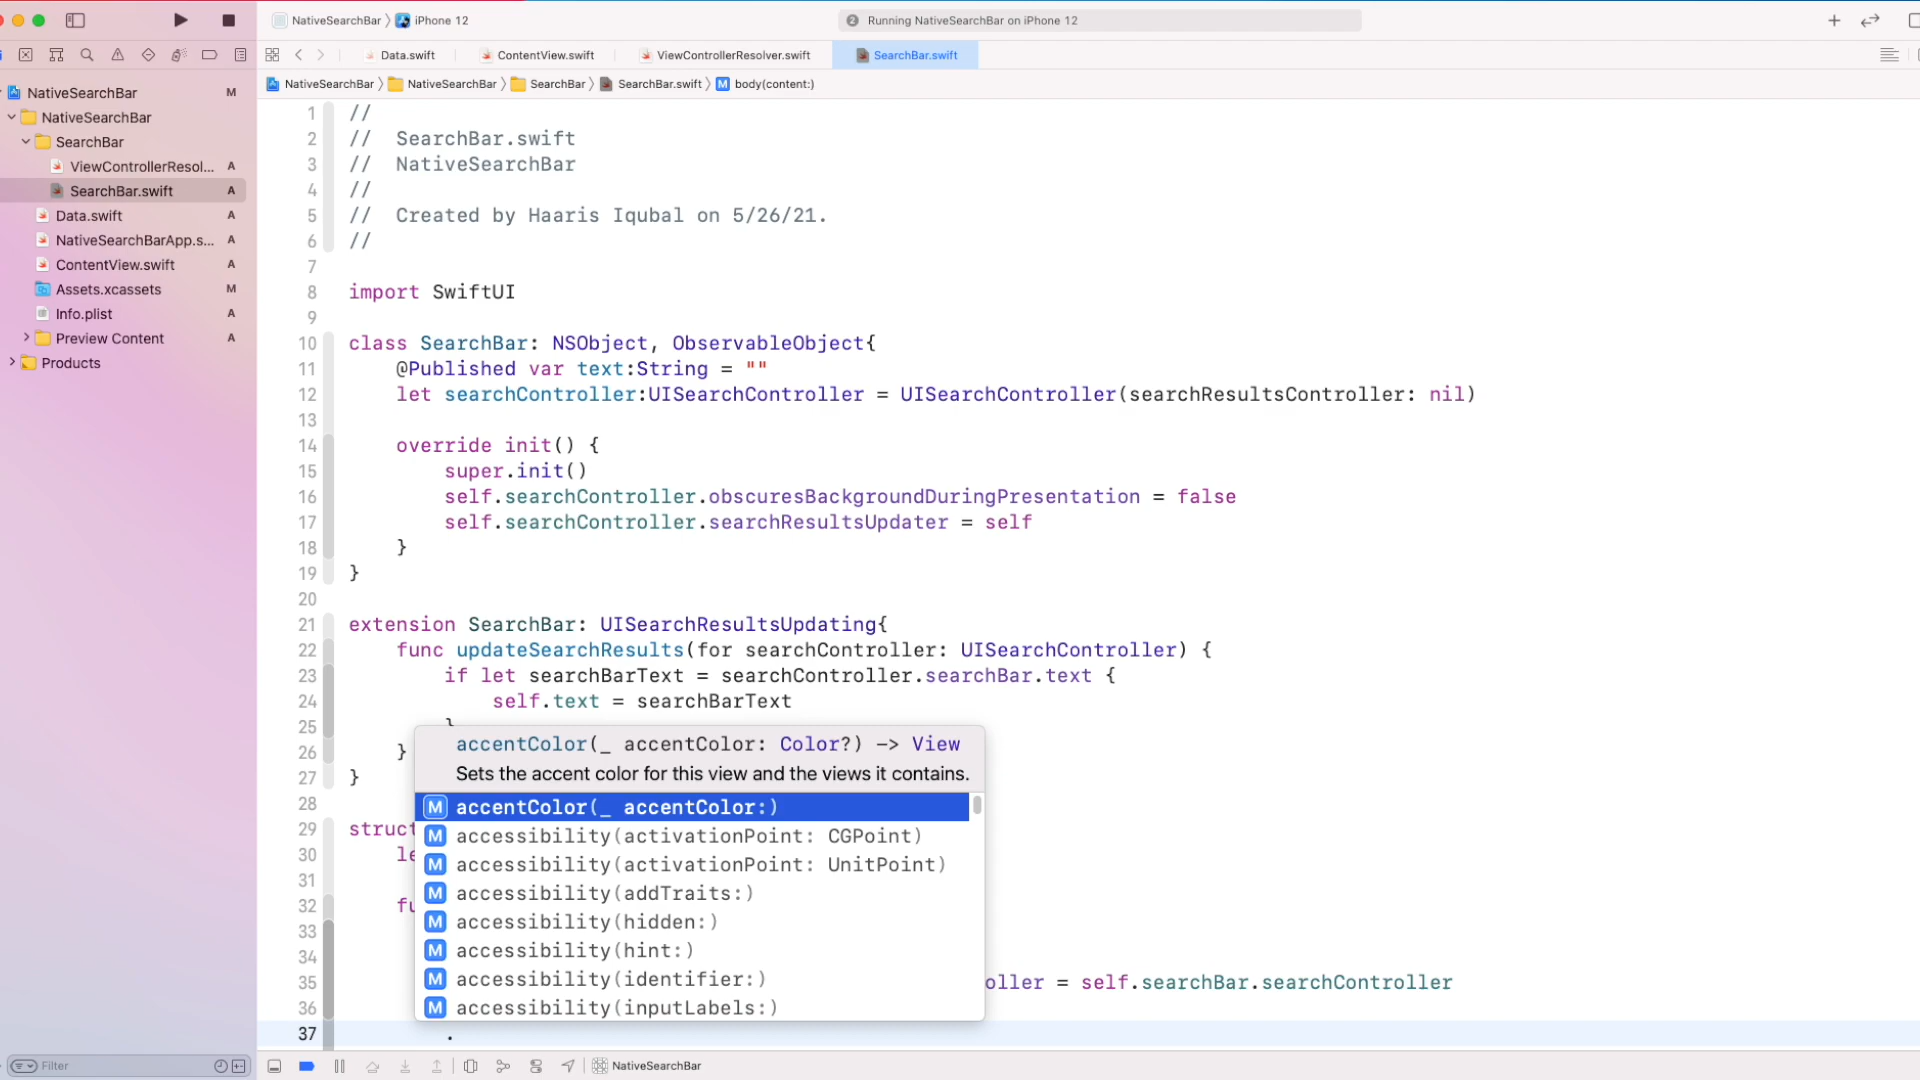 NativeSearchBar
iPhone 12
2
Running NativeSearchBar on iPhone 12
Data.swift
ContentView.swift
ViewControllerResolver.swift
SearchBar.swift
NativeSearchBar
NativeSearchBar
SearchBar
SearchBar.swift
M body(content:)
NativeSearchBar M
NativeSearchBar
SearchBar
ViewControllerResol... A
SearchBar.swift A
Data.swift A
NativeSearchBarApp.s... A
ContentView.swift A
Assets.xcassets M
Info.plist A
Preview Content A
Products
Filter
1 //
2 //  SearchBar.swift
3 //  NativeSearchBar
4 //
5 //  Created by Haaris Iqubal on 5/26/21.
6 //
7
8 import SwiftUI
9
10 class SearchBar: NSObject, ObservableObject{
11     @Published var text:String = ""
12     let searchController:UISearchController = UISearchController(searchResultsController: nil)
13
14     override init() {
15         super.init()
16         self.searchController.obscuresBackgroundDuringPresentation = false
17         self.searchController.searchResultsUpdater = self
18     }
19 }
20
21 extension SearchBar: UISearchResultsUpdating{
22     func updateSearchResults(for searchController: UISearchController) {
23         if let searchBarText = searchController.searchBar.text {
24             self.text = searchBarText
25         }
26     }
27 }
28
29 struct
30     le
31
32     fu
33
34
35 oller = self.searchBar.searchController
36
37         .
accentColor(_ accentColor: Color?) -> View
Sets the accent color for this view and the views it contains.
M accentColor(_ accentColor:)
M accessibility(activationPoint: CGPoint)
M accessibility(activationPoint: UnitPoint)
M accessibility(addTraits:)
M accessibility(hidden:)
M accessibility(hint:)
M accessibility(identifier:)
M accessibility(inputLabels:)
NativeSearchBar